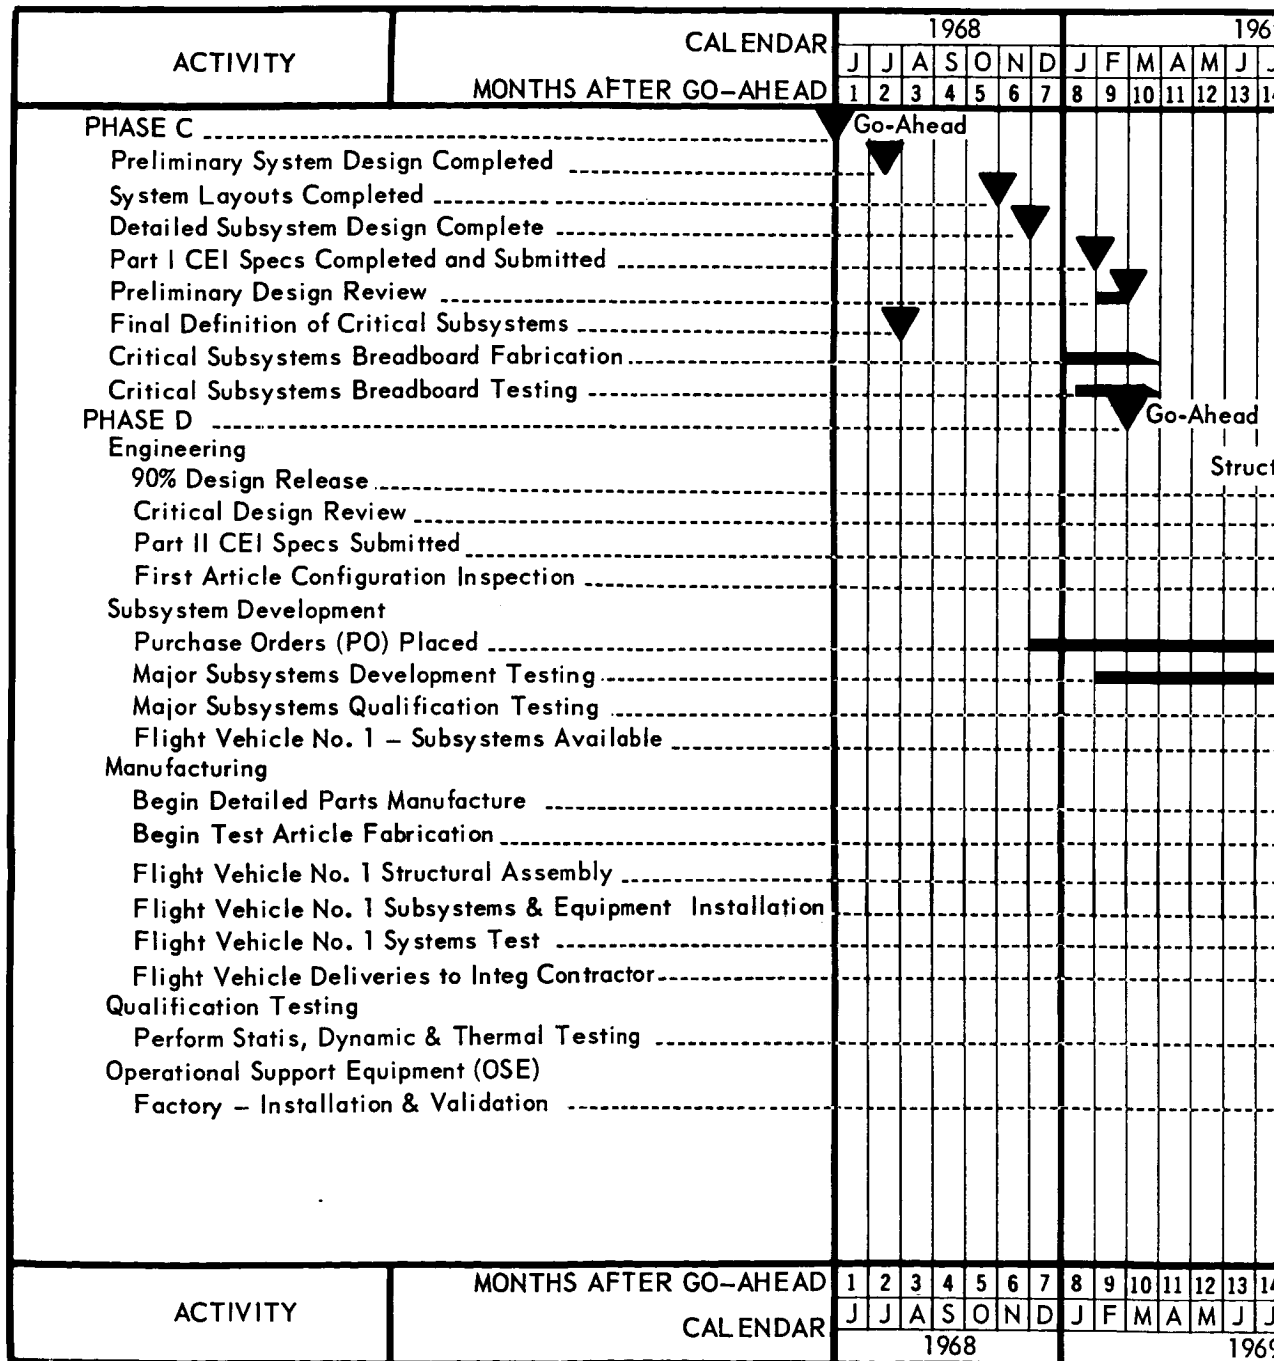 1968 196
ACTIVITY CALENDAR J J A S O N D J F M A M J J
MONTHS AFTER GO-AHEAD 1 2 3 4 5 6 7 8 9 10 11 12 13 14
PHASE C Go-Ahead
Preliminary System Design Completed
System Layouts Completed
Detailed Subsystem Design Complete
Part I CEI Specs Completed and Submitted
Preliminary Design Review
Final Definition of Critical Subsystems
Critical Subsystems Breadboard Fabrication
Critical Subsystems Breadboard Testing
PHASE D Go-Ahead
Engineering
Struct
90% Design Release
Critical Design Review
Part II CEI Specs Submitted
First Article Configuration Inspection
Subsystem Development
Purchase Orders (PO) Placed
Major Subsystems Development Testing
Major Subsystems Qualification Testing
Flight Vehicle No. 1 – Subsystems Available
Manufacturing
Begin Detailed Parts Manufacture
Begin Test Article Fabrication
Flight Vehicle No. 1 Structural Assembly
Flight Vehicle No. 1 Subsystems & Equipment Installation
Flight Vehicle No. 1 Systems Test
Flight Vehicle Deliveries to Integ Contractor
Qualification Testing
Perform Statis, Dynamic & Thermal Testing
Operational Support Equipment (OSE)
Factory – Installation & Validation
MONTHS AFTER GO-AHEAD 1 2 3 4 5 6 7 8 9 10 11 12 13 14
ACTIVITY CALENDAR J J A S O N D J F M A M J J
1968 1969